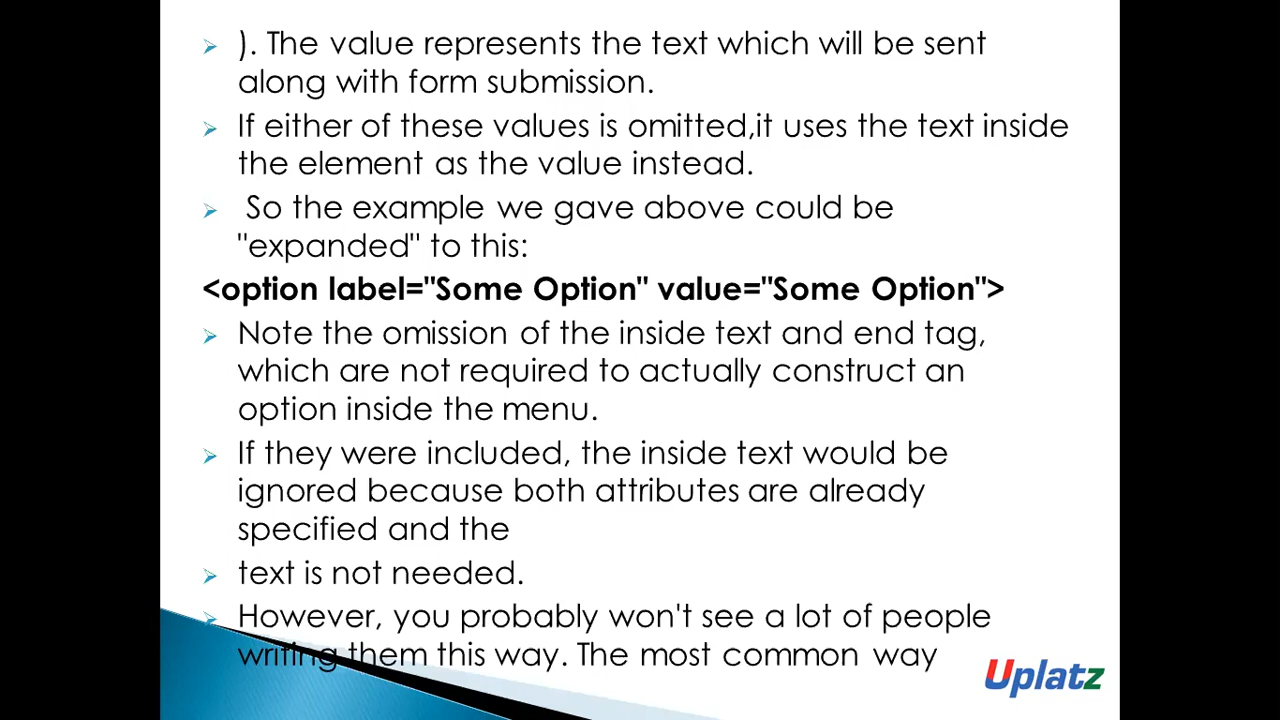 ). The value represents the text which will be sent
along with form submission.
If either of these values is omitted,it uses the text inside
the element as the value instead.
So the example we gave above could be
"expanded" to this:
<option label="Some Option" value="Some Option">
Note the omission of the inside text and end tag,
which are not required to actually construct an
option inside the menu.
If they were included, the inside text would be
ignored because both attributes are already
specified and the
text is not needed.
However, you probably won't see a lot of people
writing them this way. The most common way
Uplatz